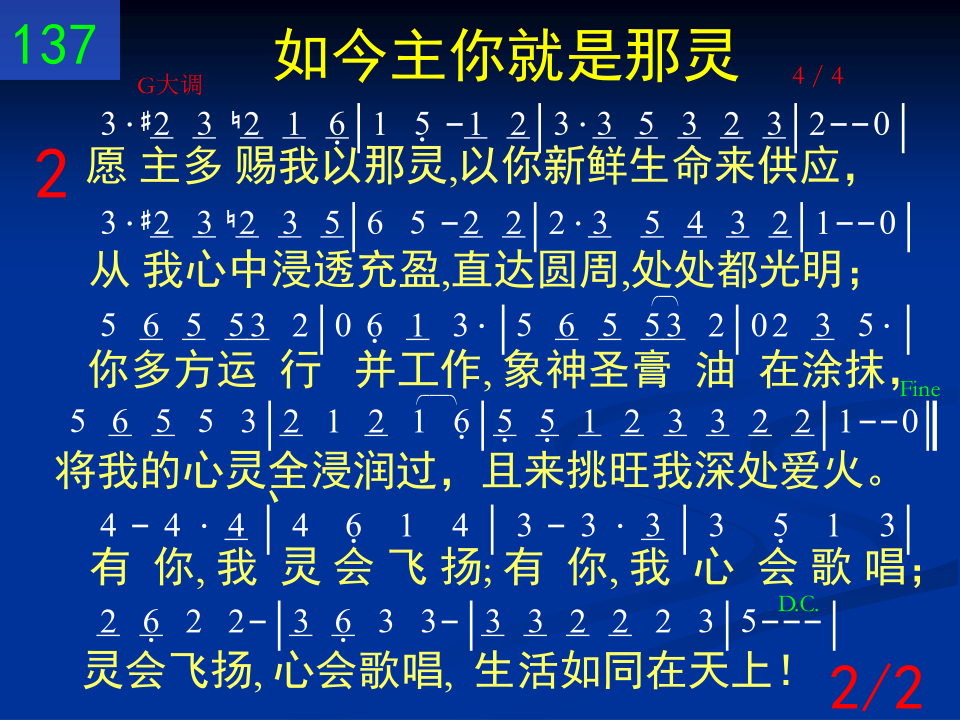 137
如今主你就是那灵
G大调
4／4
3·#2 3 ♮2 1 6̣|1 5̣ -1 2|3·3 5 3 2 3|2--0|
2
愿 主多 赐我以那灵,以你新鲜生命来供应，
3·#2 3 ♮2 3 5|6 5 -2 2|2·3 5 4 3 2|1--0|
从 我心中浸透充盈,直达圆周,处处都光明；
5 6 5 53 2|0 6̣ 1 3·|5 6 5 53 2|02 3 5·|
你多方运 行 并工作, 象神圣膏 油 在涂抹，
Fine
5 6 5 5 3|2 1 2 1 6̣|5̣ 5̣ 1 2 3 3 2 2|1--0‖
将我的心灵全浸润过，且来挑旺我深处爱火。
、
4 - 4 · 4|4 6̣ 1 4|3 - 3 · 3|3 5̣ 1 3|
有 你, 我 灵 会 飞 扬; 有 你, 我 心 会 歌 唱；
D.C.
2 6̣ 2 2-|3 6̣ 3 3-|3 3 2 2 2 3|5---|
灵会飞扬, 心会歌唱, 生活如同在天上！
2/2